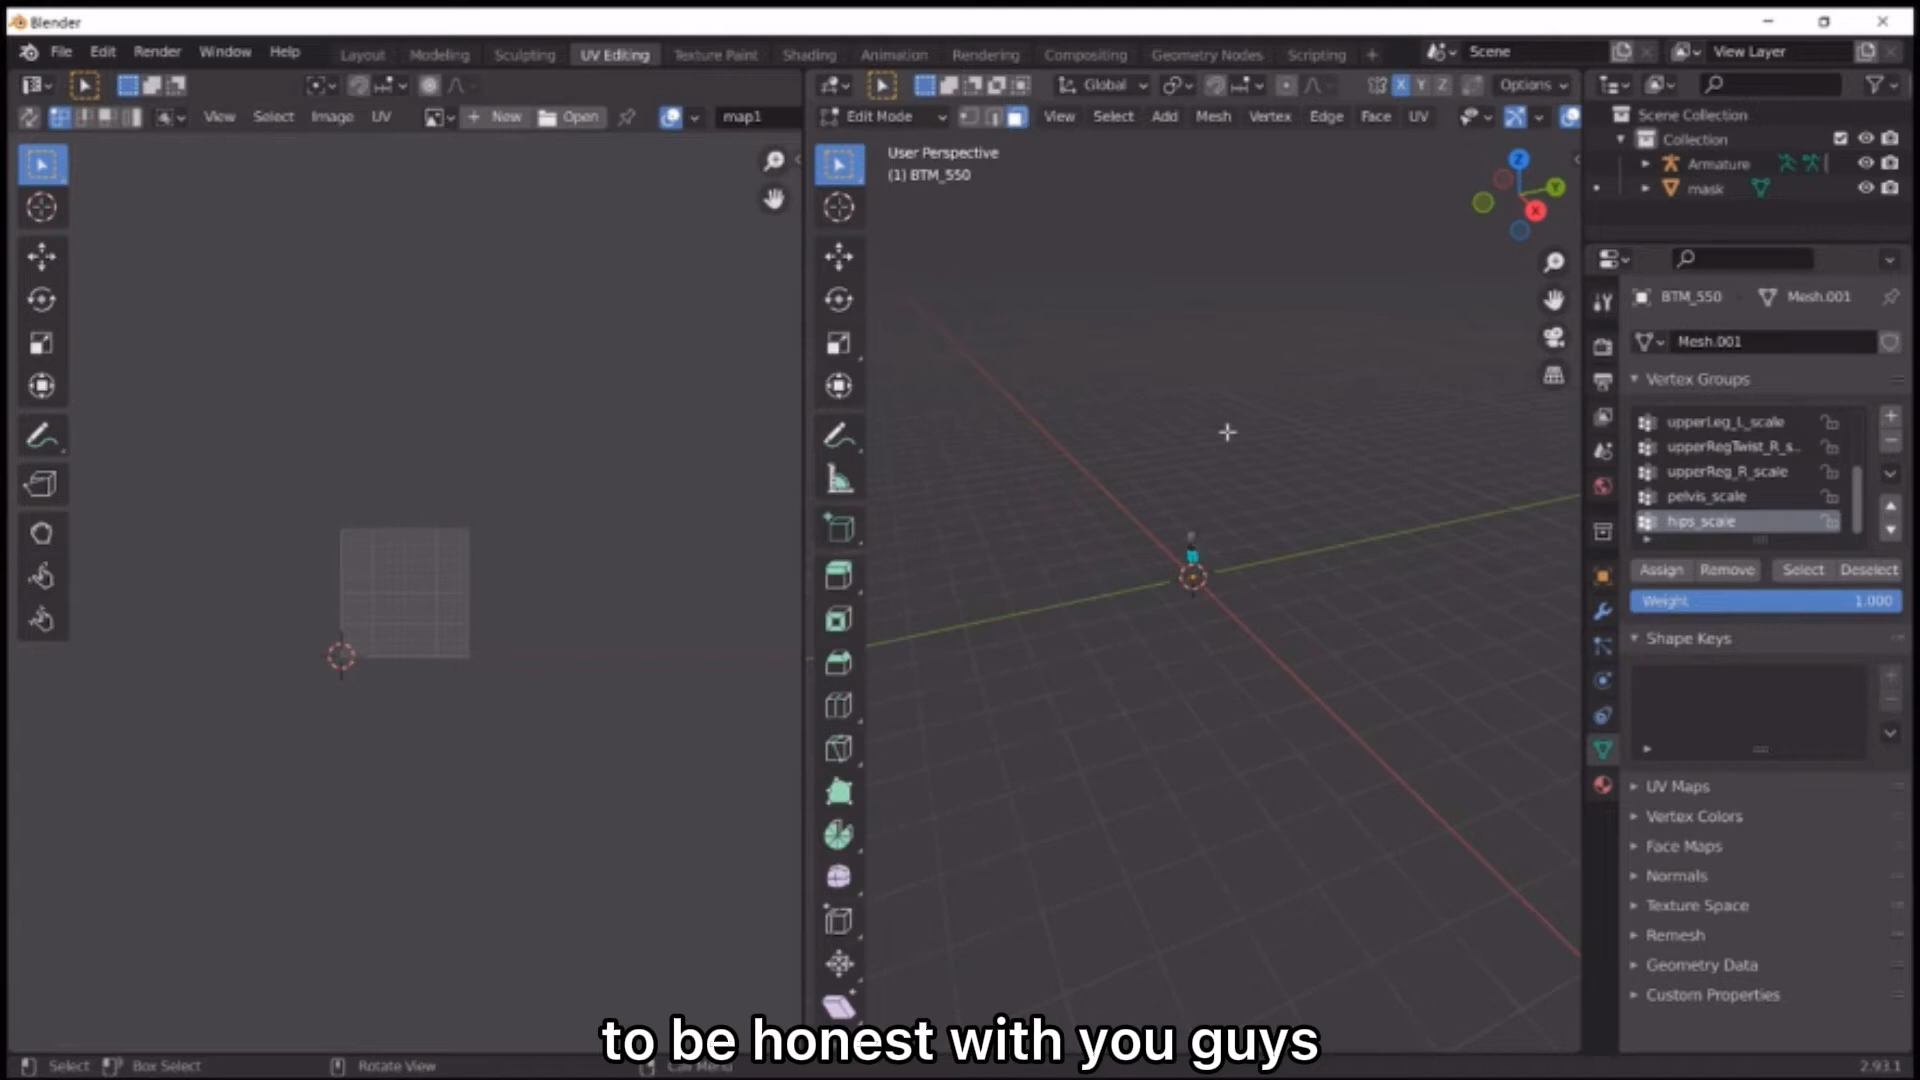 Blender
File Edit Render Window Help Layout Modeling Sculpting UV Editing Texture Paint Shading Animation Rendering Compositing Geometry Nodes Scripting + Scene View Layer
Global X Y Z Options
View Select Image UV + New Open map1 Edit Mode View Select Add Mesh Vertex Edge Face UV
Scene Collection
Collection
Armature
mask
User Perspective
(1) BTM_550
Z
Y
X
BTM_550 Mesh.001
Mesh.001
Vertex Groups
upperLeg_L_scale
upperRegTwist_R_s..
upperReg_R_scale
pelvis_scale
hips_scale
Assign Remove Select Deselect
Weight 1.000
Shape Keys
UV Maps
Vertex Colors
Face Maps
Normals
Texture Space
Remesh
Geometry Data
Custom Properties
to be honest with you guys
Select Box Select Rotate View Call Menu 2.93.1